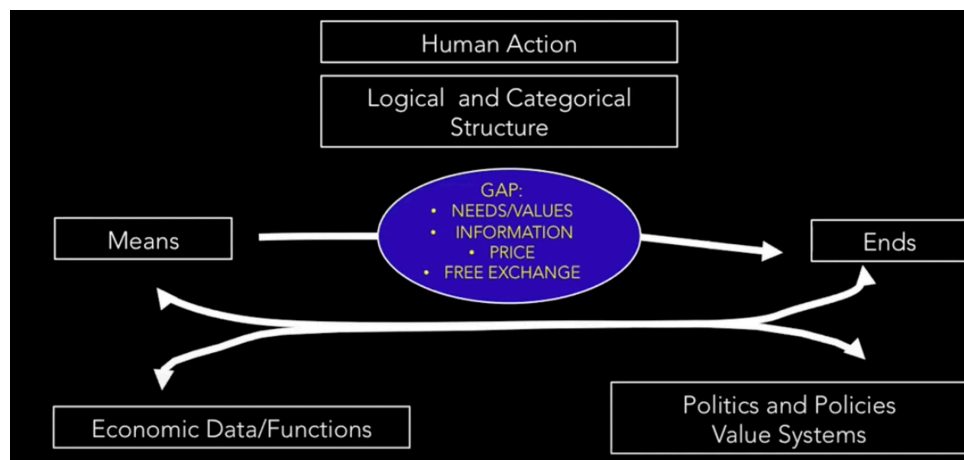 Human Action
Logical and Categorical
Structure
GAP:
• NEEDS/VALUES
• INFORMATION
• PRICE
• FREE EXCHANGE
Means
Ends
Economic Data/Functions
Politics and Policies
Value Systems